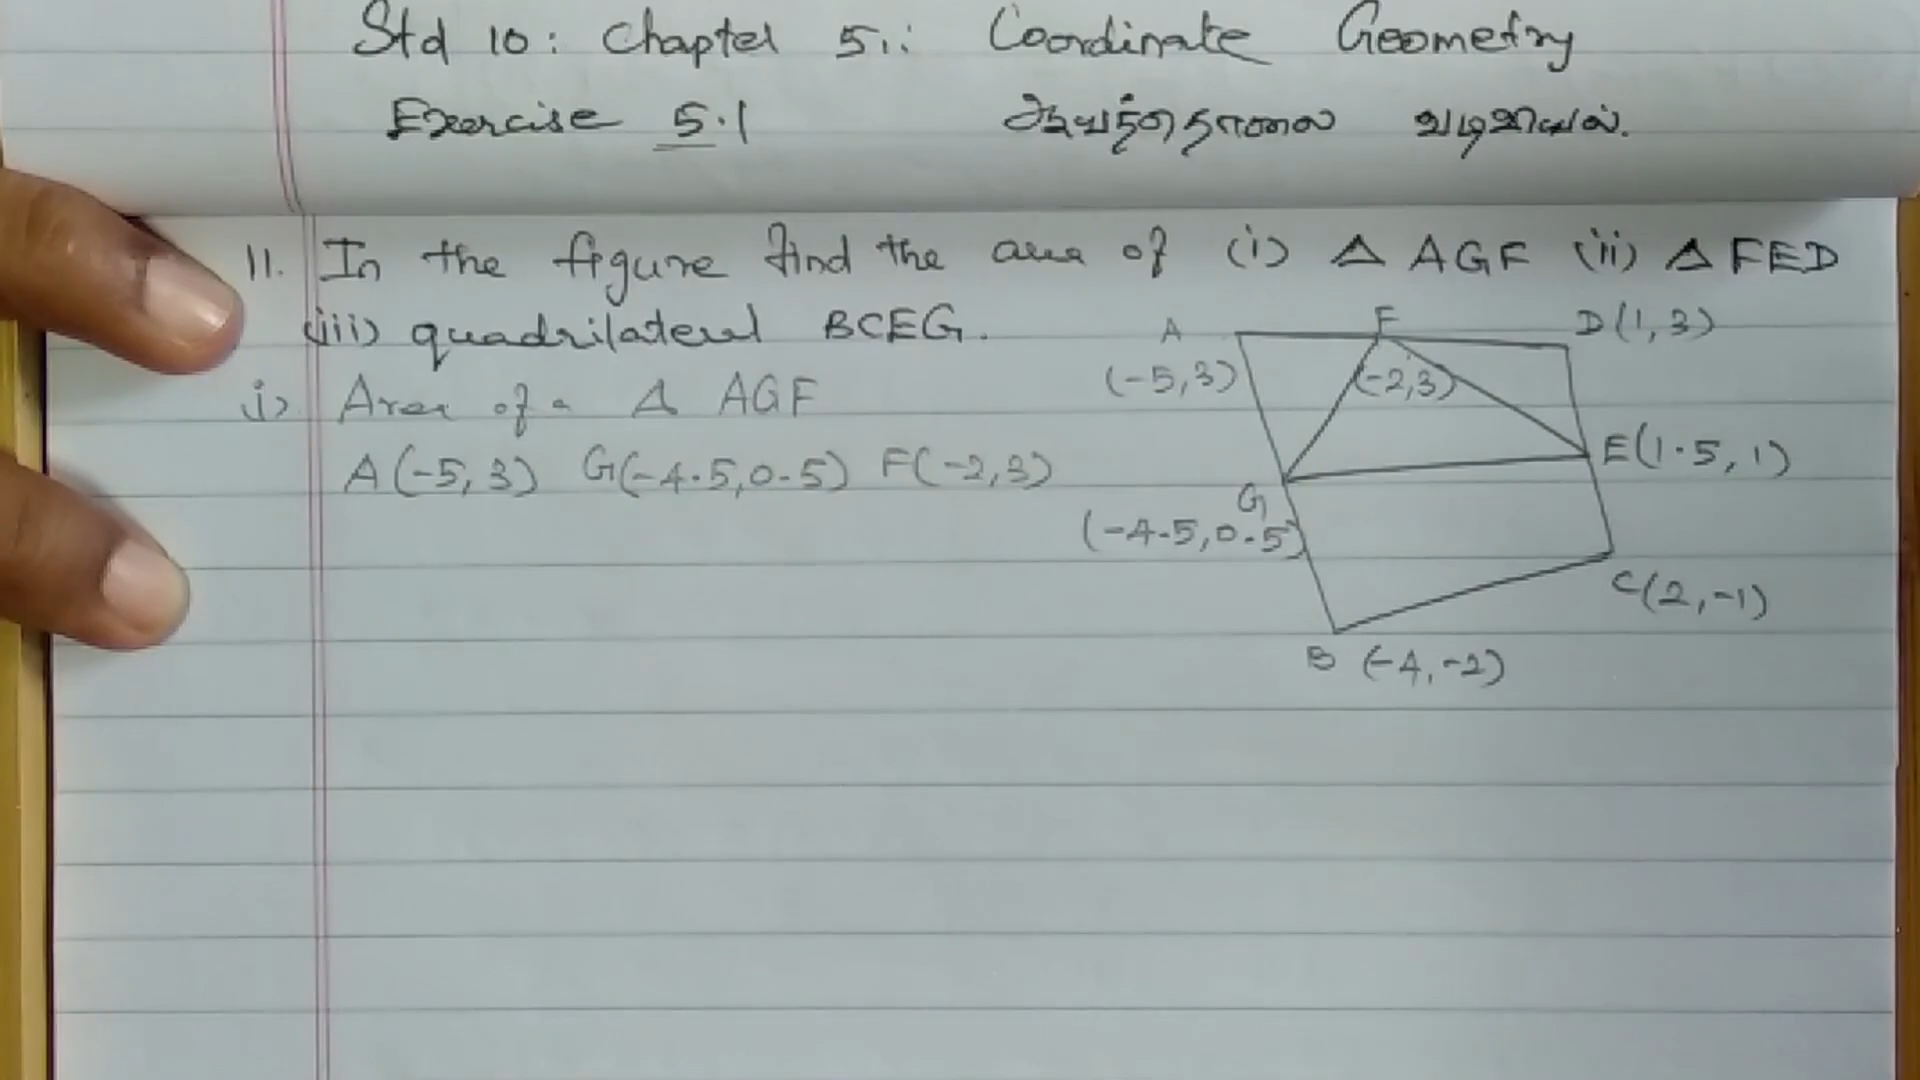 Std 10: Chapter 5: Coordinate Geometry
Exercise 5.1
11. In the figure find the area of (i) Δ AGF (ii) Δ FED
(iii) quadrilateral BCEG.
A F D(1,3)
(-5,3) (-2,3)
i) Area of a Δ AGF
A(-5,3) G(-4.5,0.5) F(-2,3)
E(1.5,1)
G
(-4.5,0.5)
C(2,-1)
B (-4,-2)